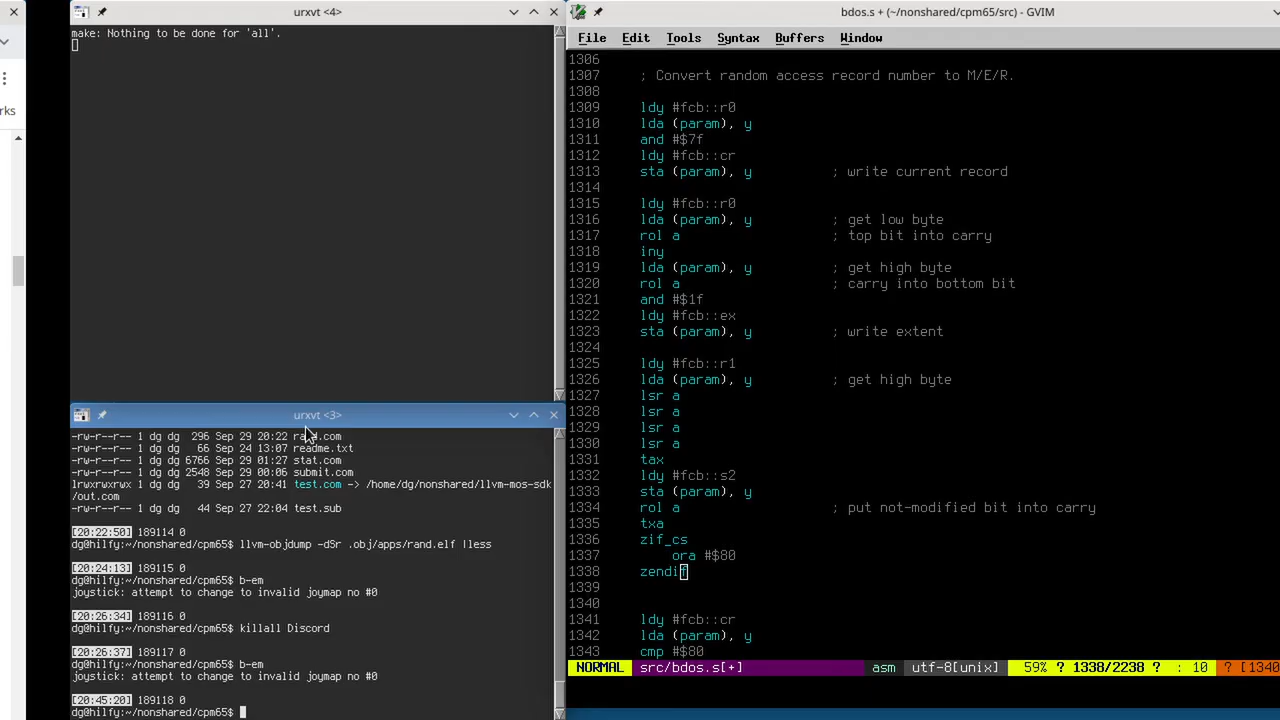 rks
urxvt <4>
make: Nothing to be done for 'all'.
urxvt <3>
-rw-r--r-- 1 dg dg  296 Sep 29 20:22 rand.com
-rw-r--r-- 1 dg dg   66 Sep 24 13:07 readme.txt
-rw-r--r-- 1 dg dg 6766 Sep 29 01:27 stat.com
-rw-r--r-- 1 dg dg 2548 Sep 29 00:06 submit.com
lrwxrwxrwx 1 dg dg   39 Sep 27 20:41 test.com -> /home/dg/nonshared/llvm-mos-sdk
/out.com
-rw-r--r-- 1 dg dg   44 Sep 27 22:04 test.sub
[20:22:50] 189114 0
dg@hilfy:~/nonshared/cpm65$ llvm-objdump -dSr .obj/apps/rand.elf |less
[20:24:13] 189115 0
dg@hilfy:~/nonshared/cpm65$ b-em
joystick: attempt to change to invalid joymap no #0
[20:26:34] 189116 0
dg@hilfy:~/nonshared/cpm65$ killall Discord
[20:26:37] 189117 0
dg@hilfy:~/nonshared/cpm65$ b-em
joystick: attempt to change to invalid joymap no #0
[20:45:20] 189118 0
dg@hilfy:~/nonshared/cpm65$
bdos.s + (~/nonshared/cpm65/src) - GVIM
File Edit Tools Syntax Buffers Window
1306
1307 ; Convert random access record number to M/E/R.
1308
1309 ldy #fcb::r0
1310 lda (param), y
1311 and #$7f
1312 ldy #fcb::cr
1313 sta (param), y ; write current record
1314
1315 ldy #fcb::r0
1316 lda (param), y ; get low byte
1317 rol a ; top bit into carry
1318 iny
1319 lda (param), y ; get high byte
1320 rol a ; carry into bottom bit
1321 and #$1f
1322 ldy #fcb::ex
1323 sta (param), y ; write extent
1324
1325 ldy #fcb::r1
1326 lda (param), y ; get high byte
1327 lsr a
1328 lsr a
1329 lsr a
1330 lsr a
1331 tax
1332 ldy #fcb::s2
1333 sta (param), y
1334 rol a ; put not-modified bit into carry
1335 txa
1336 zif_cs
1337 ora #$80
1338 zendif
1339
1340
1341 ldy #fcb::cr
1342 lda (param), y
1343 cmp #$80
NORMAL src/bdos.s[+] asm utf-8[unix] 59% ? 1338/2238 ? : 10 ? [1340